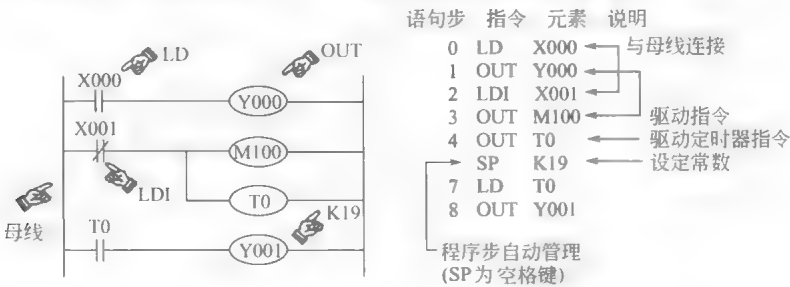 LD
OUT
X000
Y000
X001
M100
LDI
T0
K19
母线
T0
Y001
语句步 指令 元素 说明
0 LD X000 与母线连接
1 OUT Y000
2 LDI X001
3 OUT M100 驱动指令
4 OUT T0 驱动定时器指令
SP K19 设定常数
7 LD T0
8 OUT Y001
程序步自动管理
(SP为空格键)